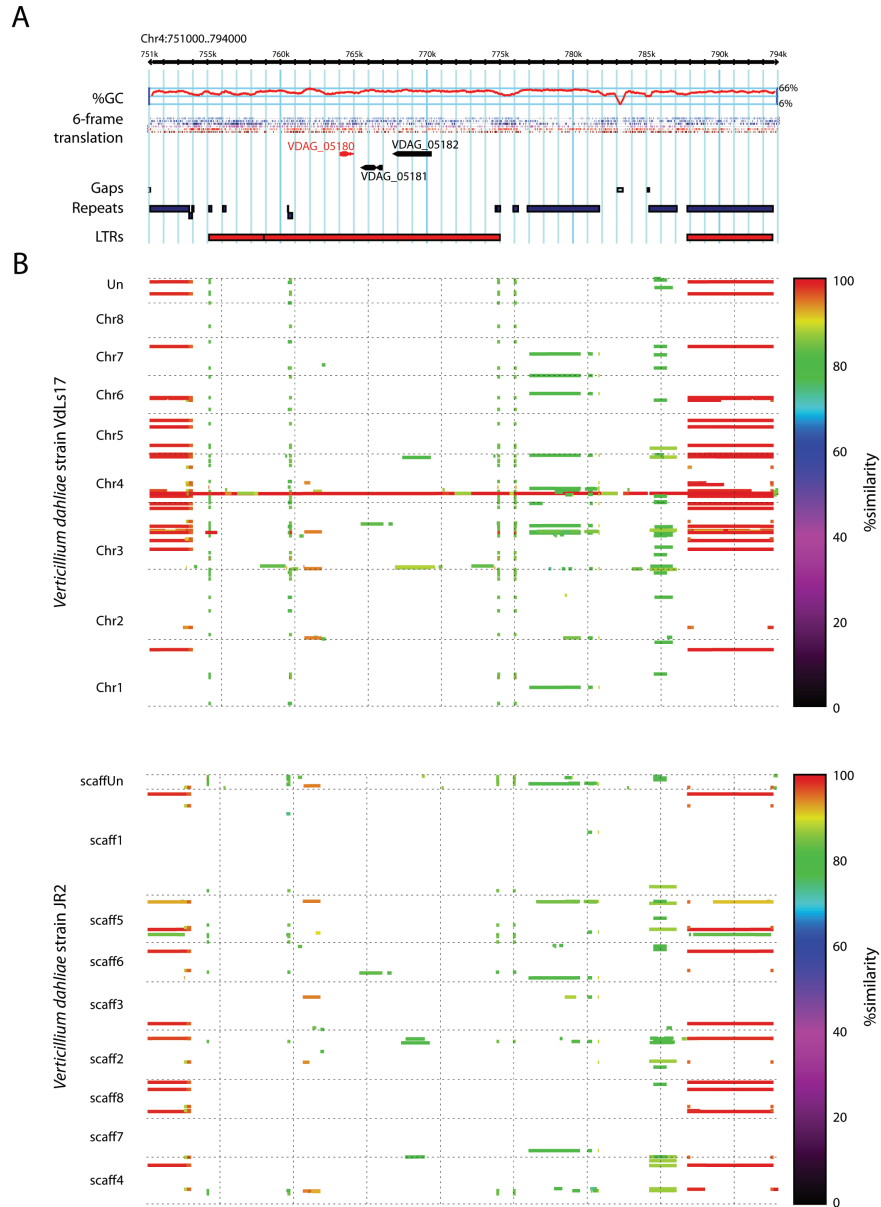 A
Chr4:751000..794000
751k 755k 760k 765k 770k 775k 780k 785k 790k 794k
%GC
66%
6%
6-frame
translation
VDAG_05180
VDAG_05182
VDAG_05181
Gaps
Repeats
LTRs
B
Verticillium dahliae strain VdLs17
Un
Chr8
Chr7
Chr6
Chr5
Chr4
Chr3
Chr2
Chr1
100
80
60
40
20
0
%similarity
Verticillium dahliae strain JR2
scaffUn
scaff1
scaff5
scaff6
scaff3
scaff2
scaff8
scaff7
scaff4
100
80
60
40
20
0
%similarity